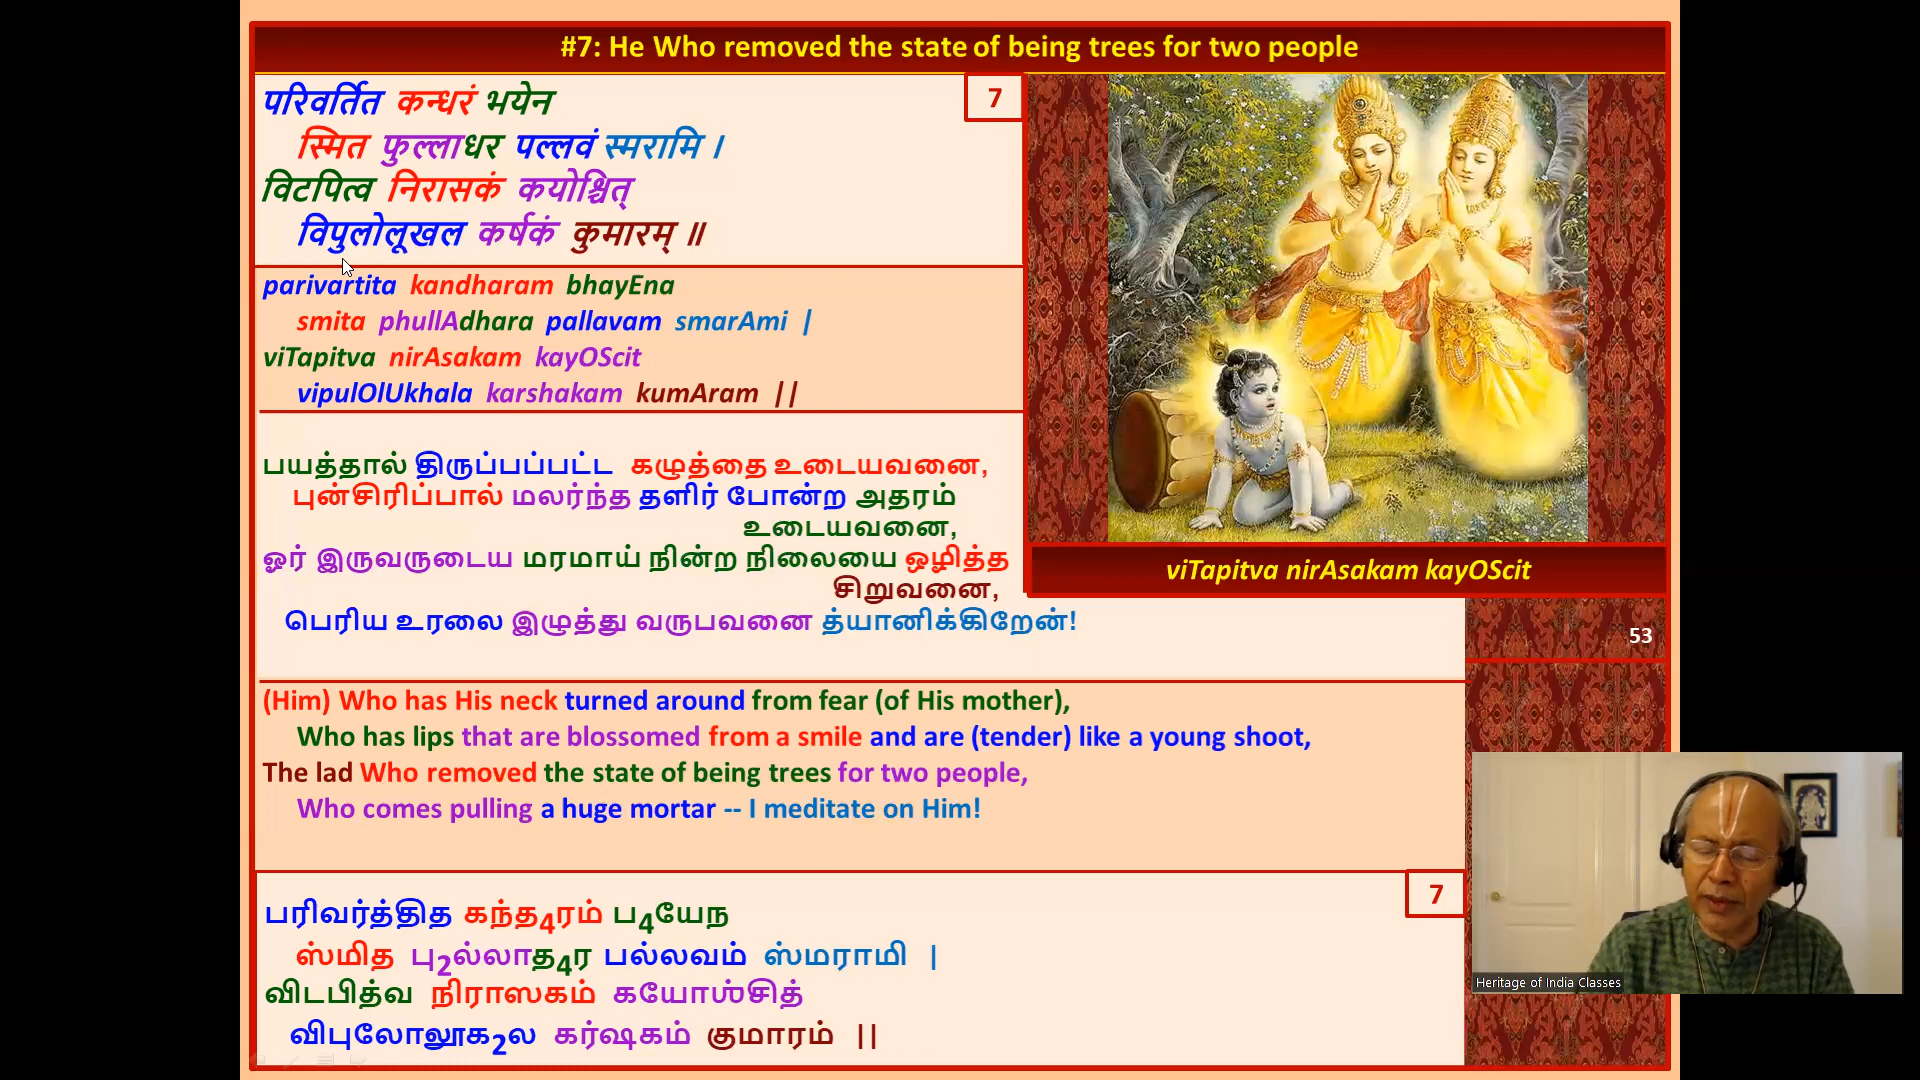 #7: He Who removed the state of being trees for two people
परिवर्तित कन्धरं भयेन
स्मित फुल्लाधर पल्लवं स्मरामि ।
विटपित्व निरासकं कयोश्चित्
विपुलोलूखल कर्षकं कुमारम् ॥
7
parivartita kandharam bhayEna
smita phullAdhara pallavam smarAmi |
viTapitva nirAsakam kayOScit
vipulOlUkhala karshakam kumAram ||
பயத்தால் திருப்பப்பட்ட கழுத்தை உடையவனை,
புன்சிரிப்பால் மலர்ந்த தளிர் போன்ற அதரம்
உடையவனை,
ஓர் இருவருடைய மரமாய் நின்ற நிலையை ஒழித்த
சிறுவனை,
பெரிய உரலை இழுத்து வருபவனை த்யானிக்கிறேன்!
viTapitva nirAsakam kayOScit
53
(Him) Who has His neck turned around from fear (of His mother),
Who has lips that are blossomed from a smile and are (tender) like a young shoot,
The lad Who removed the state of being trees for two people,
Who comes pulling a huge mortar -- I meditate on Him!
7
பரிவர்த்தித கந்த4ரம் ப4யேந
ஸ்மித பு2ல்லாத4ர பல்லவம் ஸ்மராமி |
விடபித்வ நிராஸகம் கயோஶ்சித்
விபுலோலூக2ல கர்ஷகம் குமாரம் ||
Heritage of India Classes